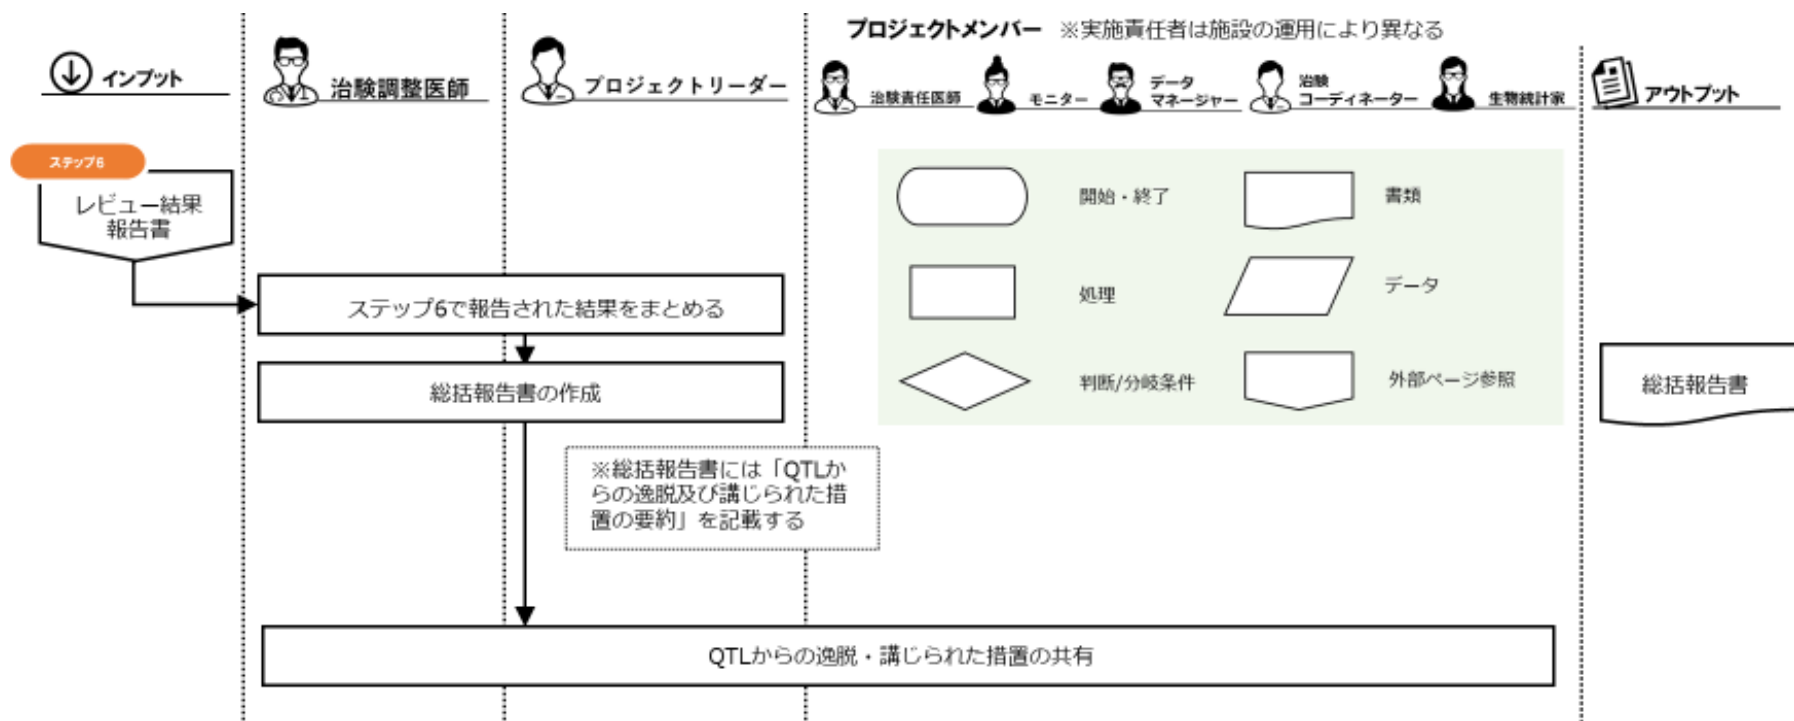 プロジェクトメンバー ※実施責任者は施設の運用により異なる
インプット
治験調整医師
プロジェクトリーダー
治験責任医師
モニター
データ
マネージャー
治験
コーディネーター
生物統計家
アウトプット
ステップ6
レビュー結果
報告書
開始・終了
書類
処理
データ
判断/分岐条件
外部ページ参照
ステップ6で報告された結果をまとめる
総括報告書の作成
総括報告書
※総括報告書には「QTLか
らの逸脱及び講じられた措
置の要約」を記載する
QTLからの逸脱・講じられた措置の共有